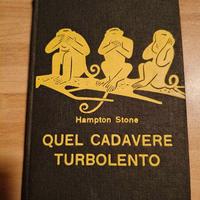 Hampton Stone
QUEL CADAVERE
TURBOLENTO